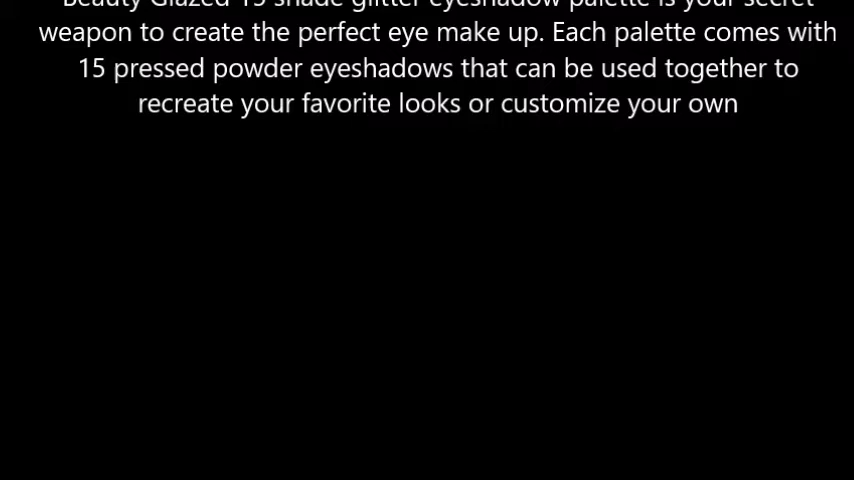 Beauty Glazed 15 shade glitter eyeshadow palette is your secret
weapon to create the perfect eye make up. Each palette comes with
15 pressed powder eyeshadows that can be used together to
recreate your favorite looks or customize your own